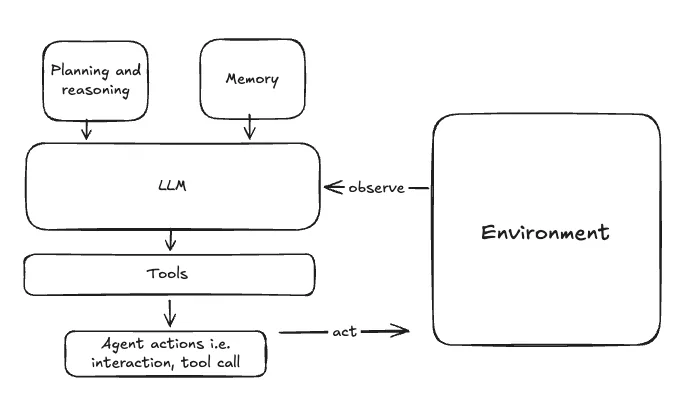 Planning and
reasoning
Memory
LLM
observe
Environment
Tools
Agent actions i.e.
interaction, tool call
act